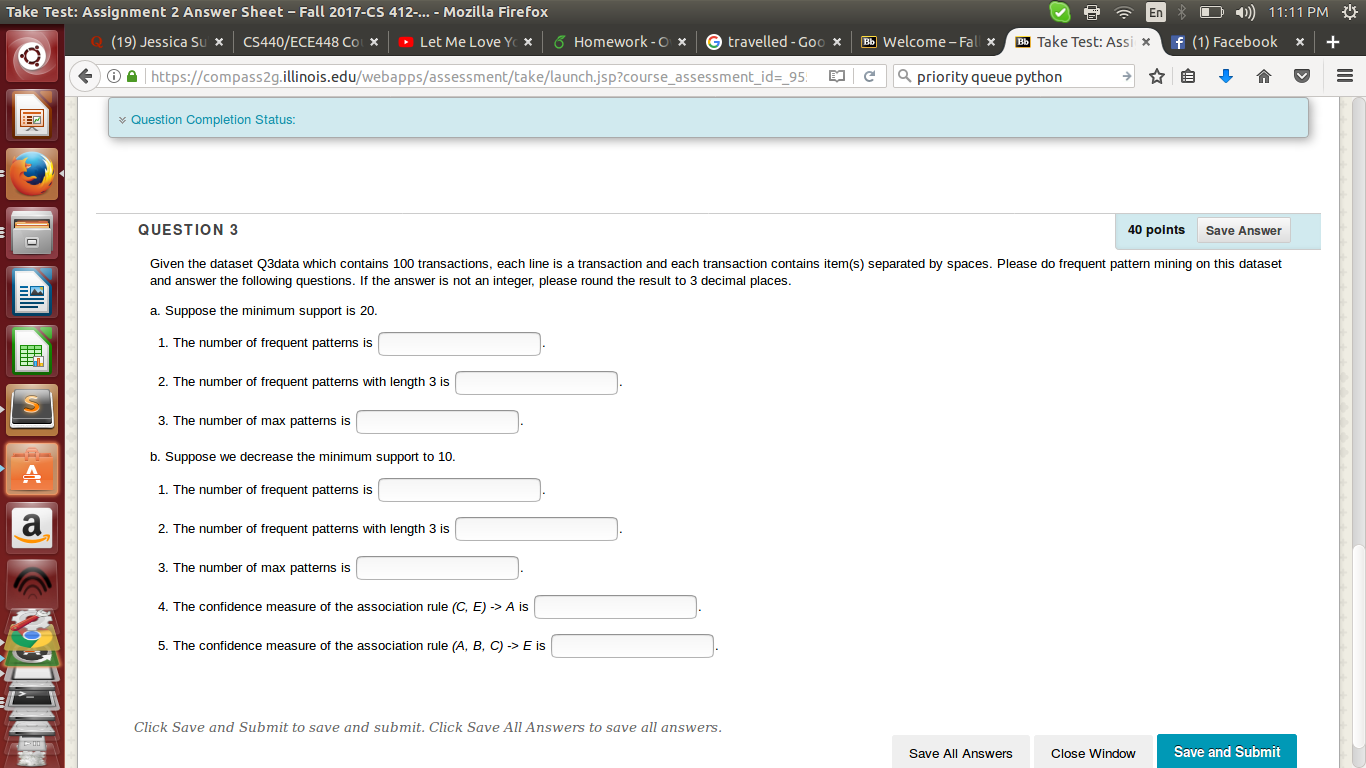 Take Test: Assignment 2 Answer Sheet – Fall 2017-CS 412-... - Mozilla Firefox
En
11:11 PM
(19) Jessica Su
CS440/ECE448 Co
Let Me Love Y
Homework - O
G travelled - Goo
Bb Welcome – Fal
Bb Take Test: Assi
(1) Facebook
https://compass2g.illinois.edu/webapps/assessment/take/launch.jsp?course_assessment_id=_95
priority queue python
Question Completion Status:
QUESTION 3
40 points
Save Answer
Given the dataset Q3data which contains 100 transactions, each line is a transaction and each transaction contains item(s) separated by spaces. Please do frequent pattern mining on this dataset
and answer the following questions. If the answer is not an integer, please round the result to 3 decimal places.
a. Suppose the minimum support is 20.
1. The number of frequent patterns is .
2. The number of frequent patterns with length 3 is .
3. The number of max patterns is .
b. Suppose we decrease the minimum support to 10.
1. The number of frequent patterns is .
2. The number of frequent patterns with length 3 is .
3. The number of max patterns is .
4. The confidence measure of the association rule (C, E) -> A is .
5. The confidence measure of the association rule (A, B, C) -> E is .
Click Save and Submit to save and submit. Click Save All Answers to save all answers.
Save All Answers
Close Window
Save and Submit